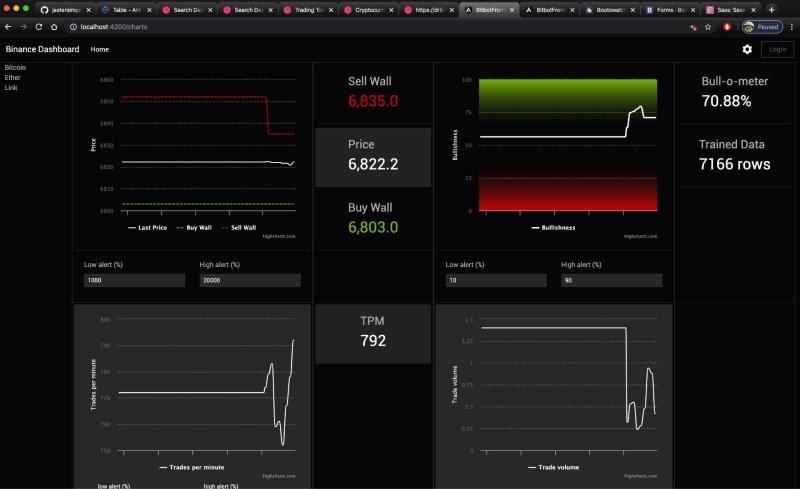 jestenimp
Table - Ant
Search Des
Search Des
Trading To
Cryptocurr
https://drib
BitbotFron
BitbotFron
Bootswatc
Forms · Bo
Sass: Sass
localhost:4200/charts
Paused
Binance Dashboard
Home
Login
Bitcoin
Ether
Link
6860
6850
6840
6830
6820
6810
6800
Price
Last Price
Buy Wall
Sell Wall
Highcharts.com
Low alert (%)
High alert (%)
1000
20000
Sell Wall
6,835.0
Price
6,822.2
Buy Wall
6,803.0
100
75
50
25
0
Bullishness
Bullishness
Highcharts.com
Low alert (%)
High alert (%)
10
90
Bull-o-meter
70.88%
Trained Data
7166 rows
800
790
780
770
760
750
Trades per minute
Trades per minute
Highcharts.com
low alert (%)
high alert (%)
TPM
792
1.5
1.25
1
0.75
0.5
0.25
0
Trade volume
Trade volume
Highcharts.com